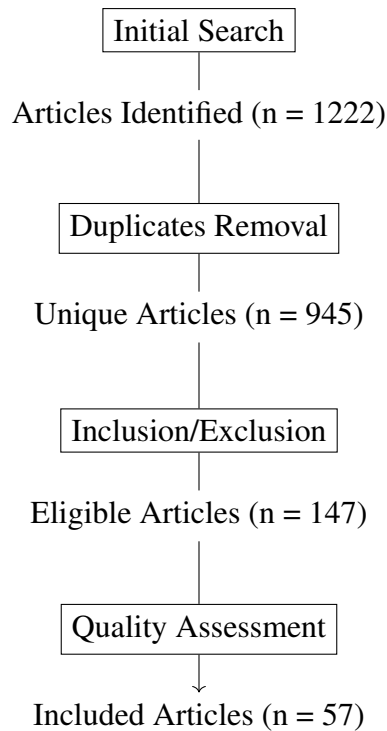 Initial Search
Articles Identified (n = 1222)
Duplicates Removal
Unique Articles (n = 945)
Inclusion/Exclusion
Eligible Articles (n = 147)
Quality Assessment
Included Articles (n = 57)